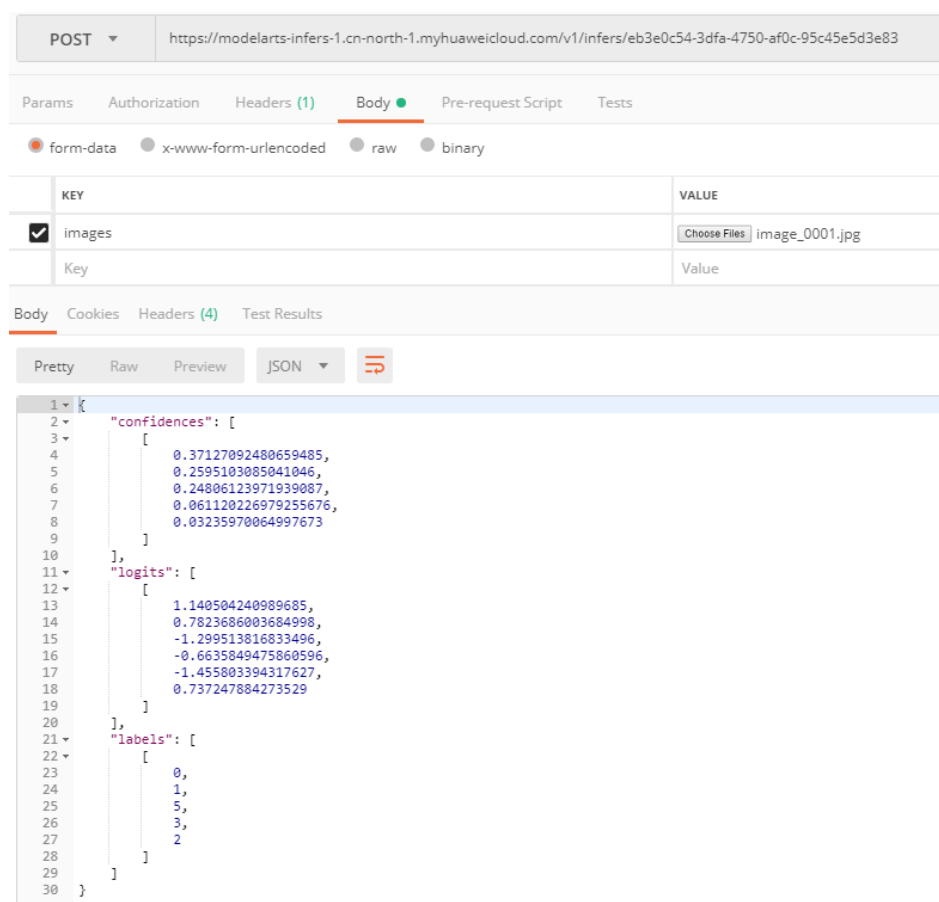 POST https://modelarts-infers-1.cn-north-1.myhuaweicloud.com/v1/infers/eb3e0c54-3dfa-4750-af0c-95c45e5d3e83
Params Authorization Headers (1) Body Pre-request Script Tests
form-data x-www-form-urlencoded raw binary
KEY VALUE
images Choose Files image_0001.jpg
Key Value
Body Cookies Headers (4) Test Results
Pretty Raw Preview JSON
1 {
2 "confidences": [
3 [
4 0.37127092480659485,
5 0.2595103085041046,
6 0.24806123971939087,
7 0.061120226979255676,
8 0.03235970064997673
9 ]
10 ],
11 "logits": [
12 [
13 1.140504240989685,
14 0.7823686003684998,
15 -1.299513816833496,
16 -0.6635849475860596,
17 -1.455803394317627,
18 0.737247884273529
19 ]
20 ],
21 "labels": [
22 [
23 0,
24 1,
25 5,
26 3,
27 2
28 ]
29 ]
30 }